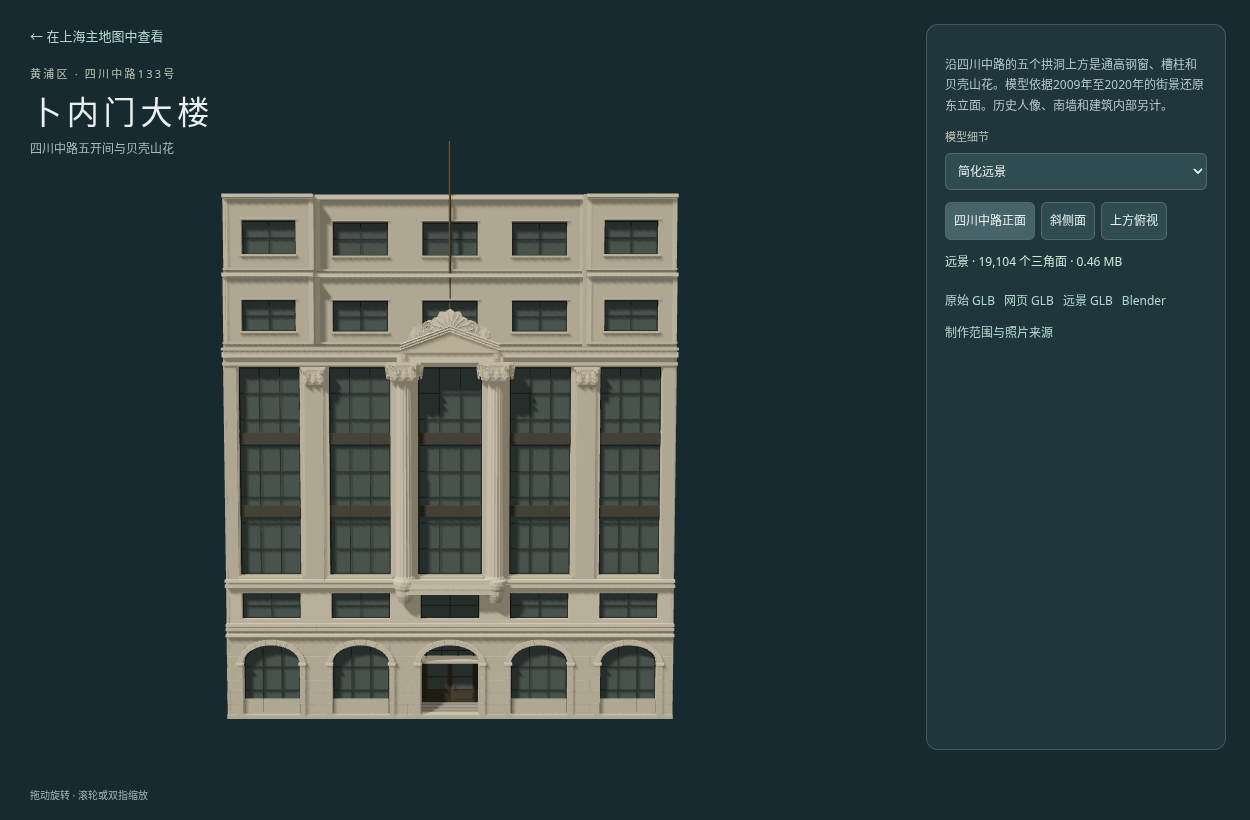 ← 在上海主地图中查看
黄浦区 · 四川中路133号
卜内门大楼
四川中路五开间与贝壳山花
沿四川中路的五个拱洞上方是通高钢窗、槽柱和
贝壳山花。模型依据2009年至2020年的街景还原
东立面。历史人像、南墙和建筑内部另计。
模型细节
简化远景
四川中路正面 斜侧面 上方俯视
远景 · 19,104 个三角面 · 0.46 MB
原始 GLB 网页 GLB 远景 GLB Blender
制作范围与照片来源
拖动旋转 · 滚轮或双指缩放